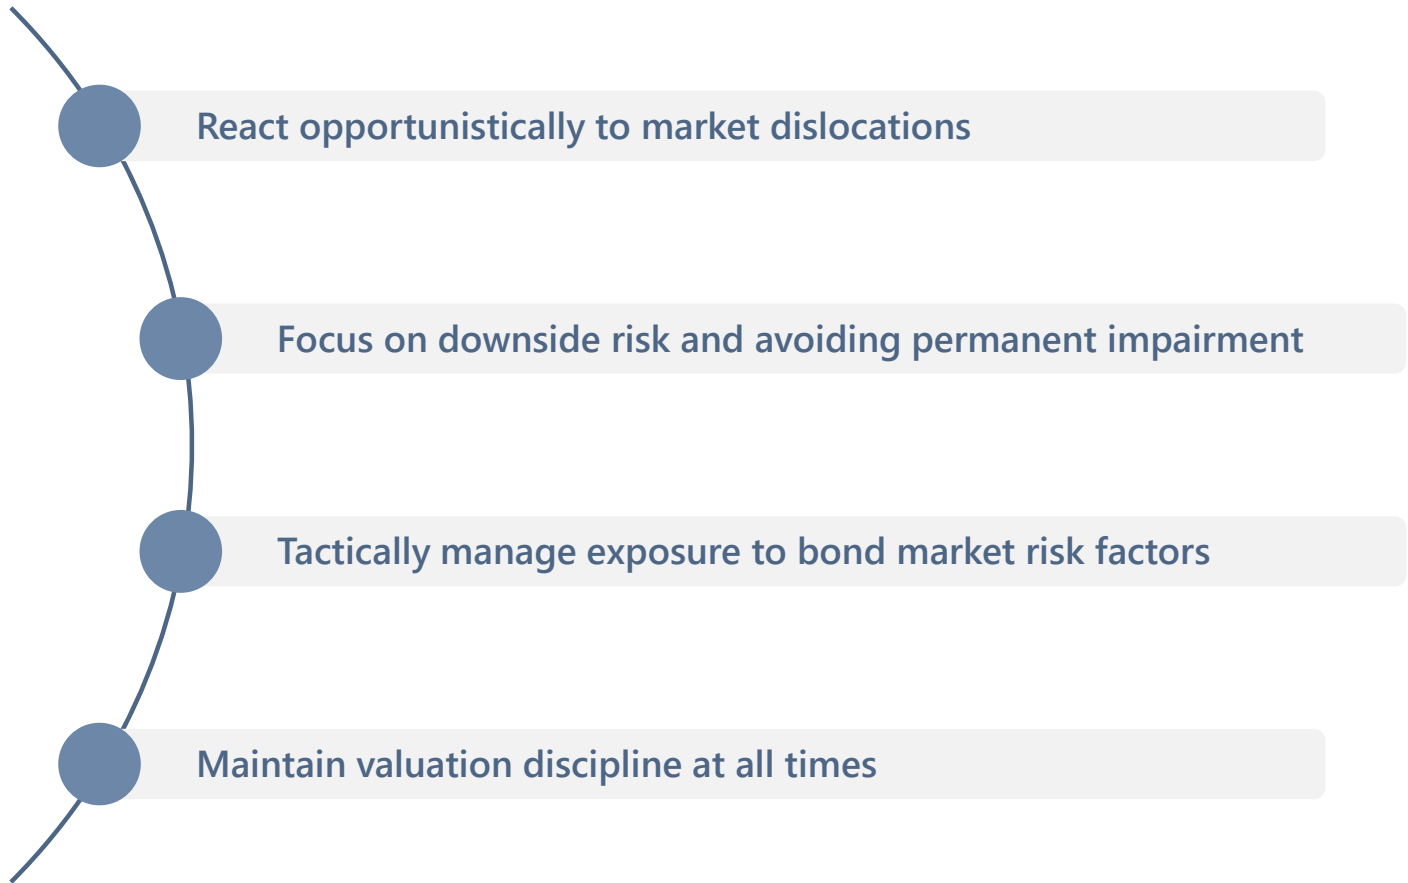 React opportunistically to market dislocations
Focus on downside risk and avoiding permanent impairment
Tactically manage exposure to bond market risk factors
Maintain valuation discipline at all times